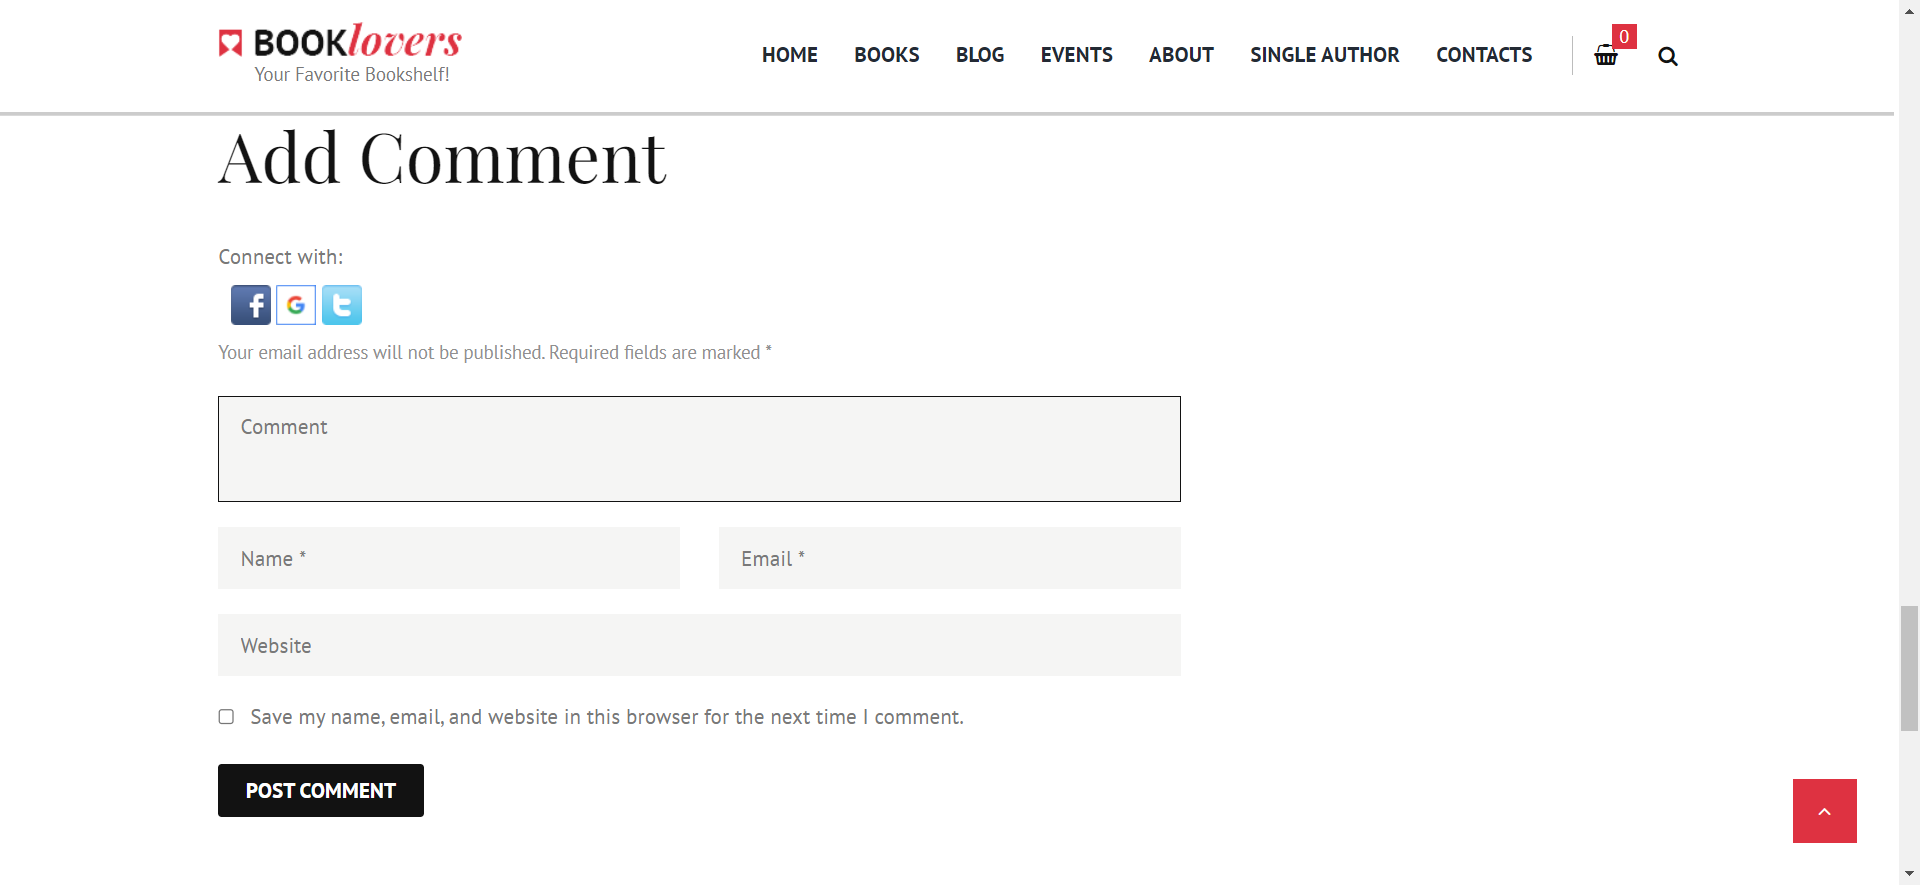 BOOKlovers
Your Favorite Bookshelf!
HOME BOOKS BLOG EVENTS ABOUT SINGLE AUTHOR CONTACTS 0
Add Comment
Connect with:
f G t
Your email address will not be published. Required fields are marked *
Comment
Name * Email *
Website
Save my name, email, and website in this browser for the next time I comment.
POST COMMENT